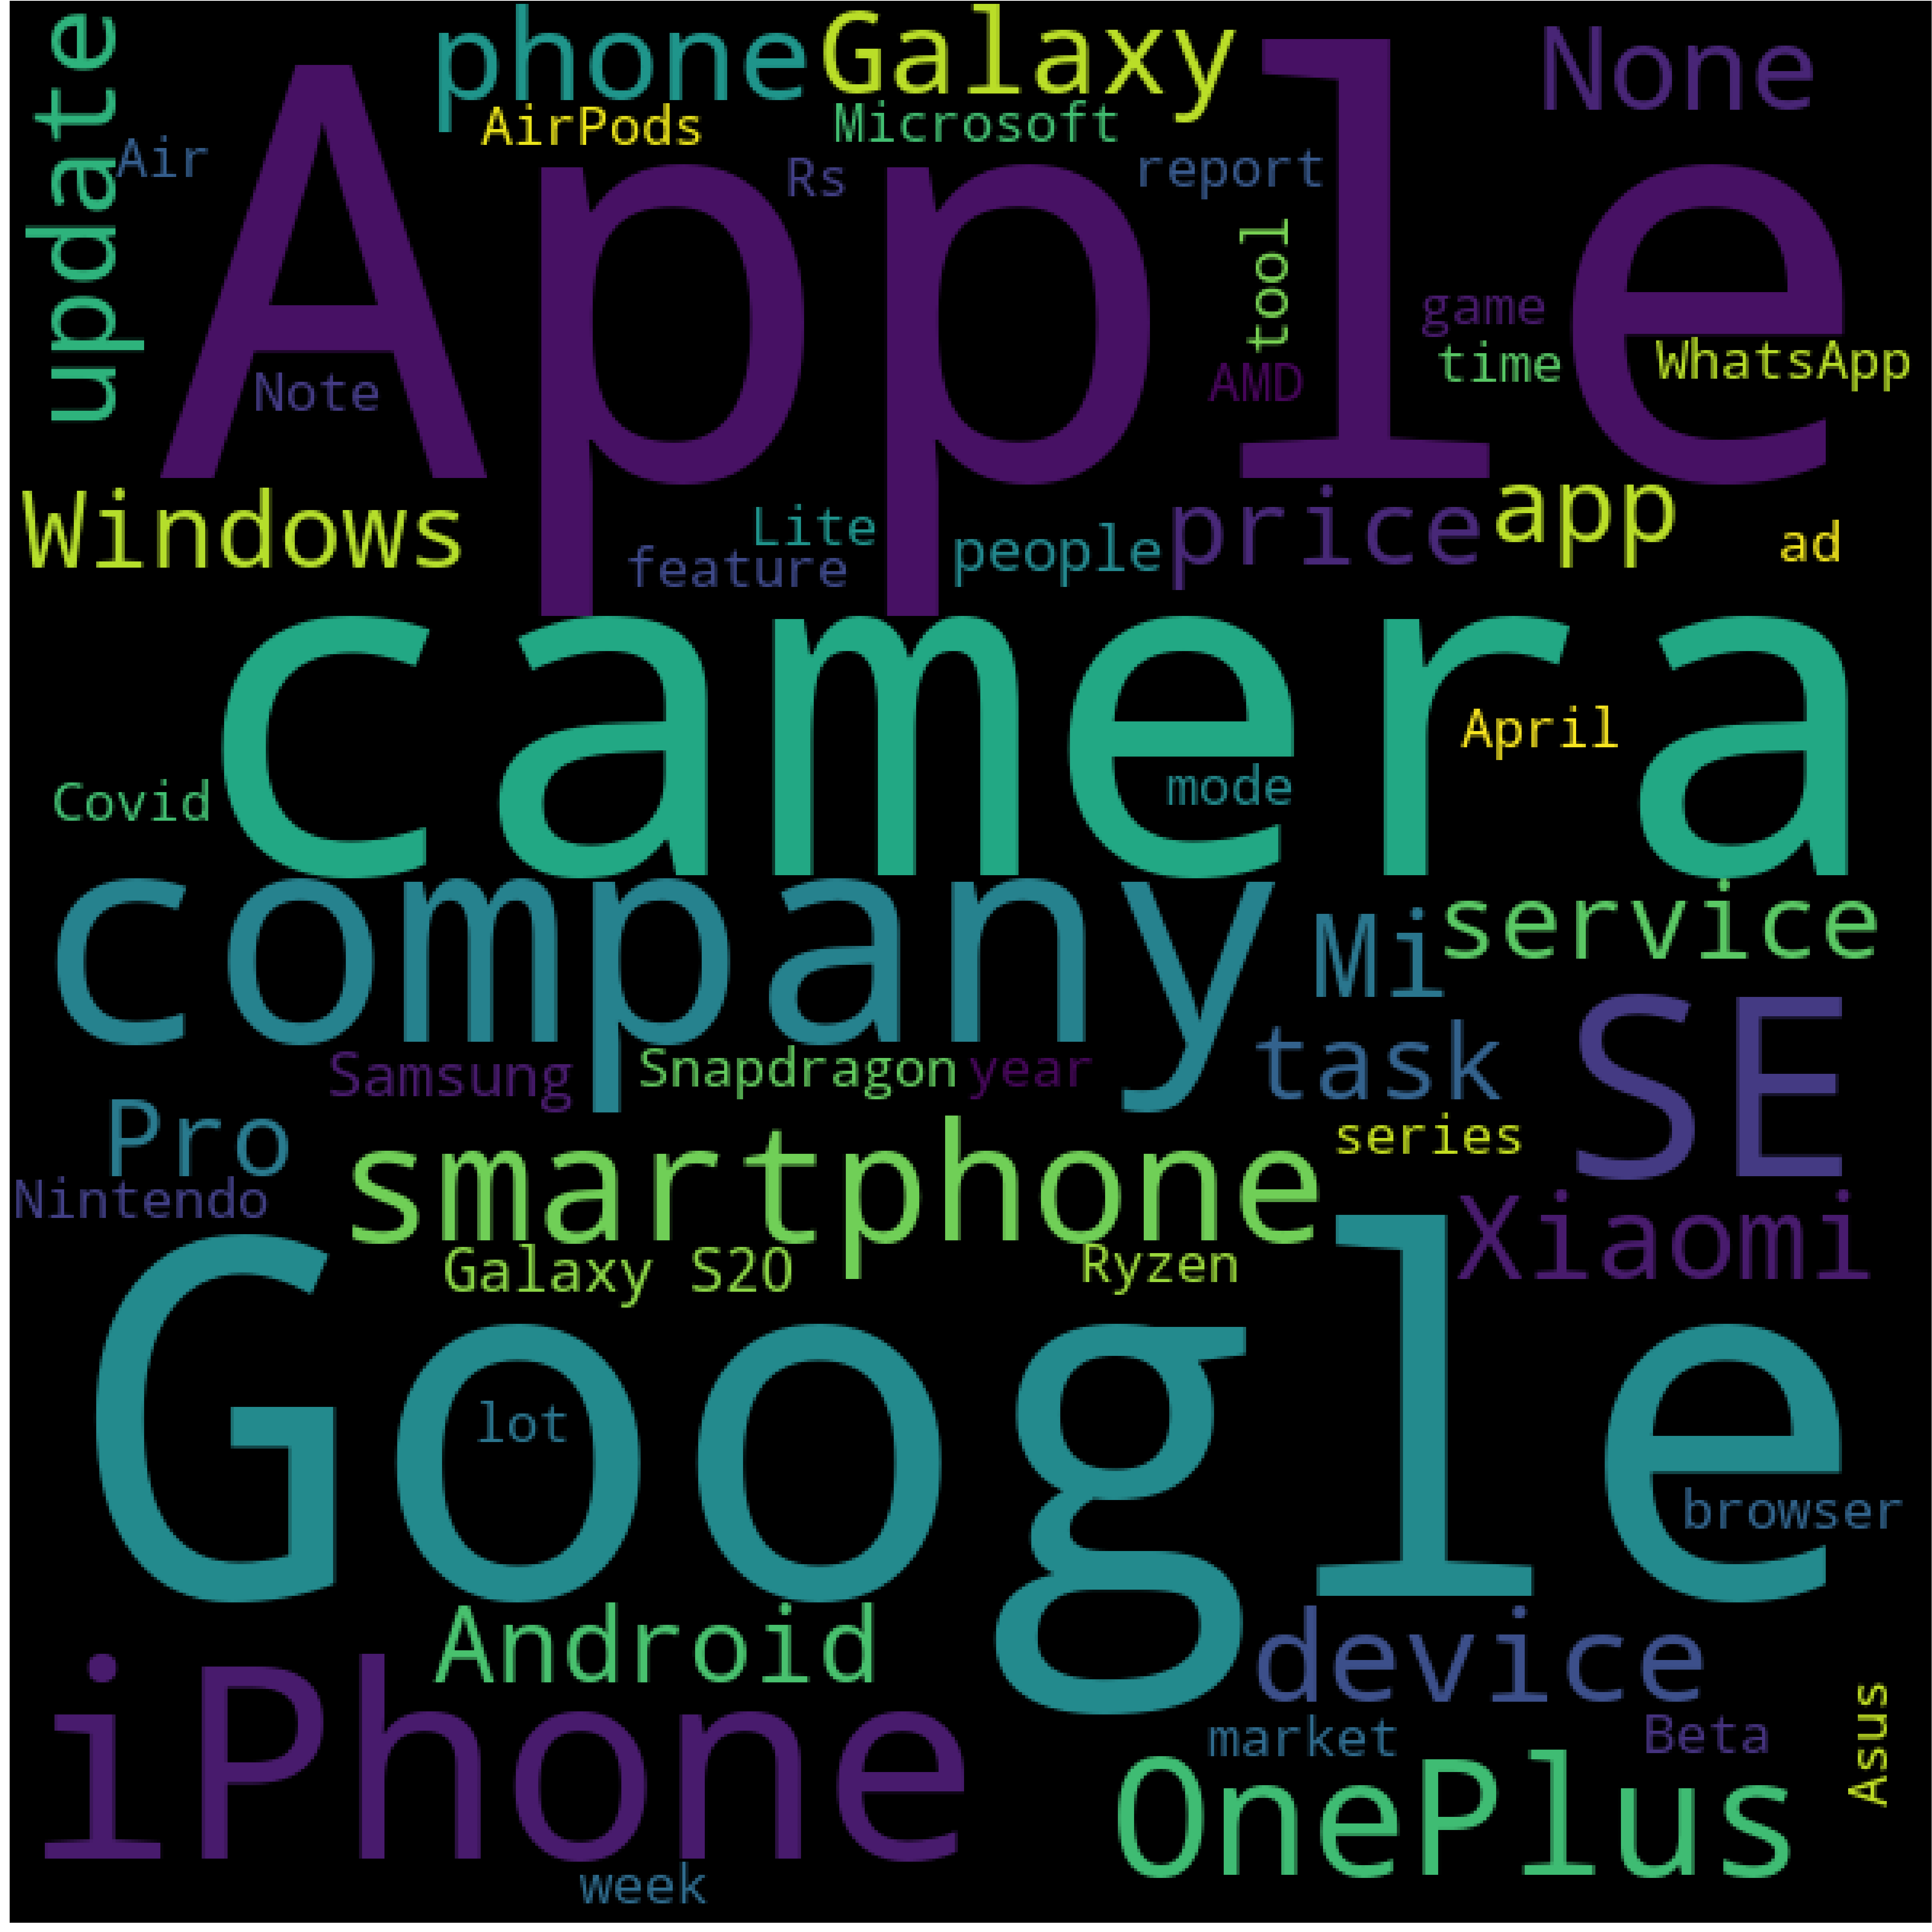 update
phone
Galaxy
None
AirPods
Microsoft
Air
Rs
report
Apple
tool
game
time
WhatsApp
Note
AMD
Windows
Lite
feature
people
price
app
ad
camera
April
mode
Covid
company
Mi
service
SE
task
Samsung
Snapdragon
year
Pro
series
smartphone
Nintendo
Xiaomi
Galaxy S20
Ryzen
Google
lot
browser
Android
device
iPhone
market
Beta
Asus
OnePlus
week